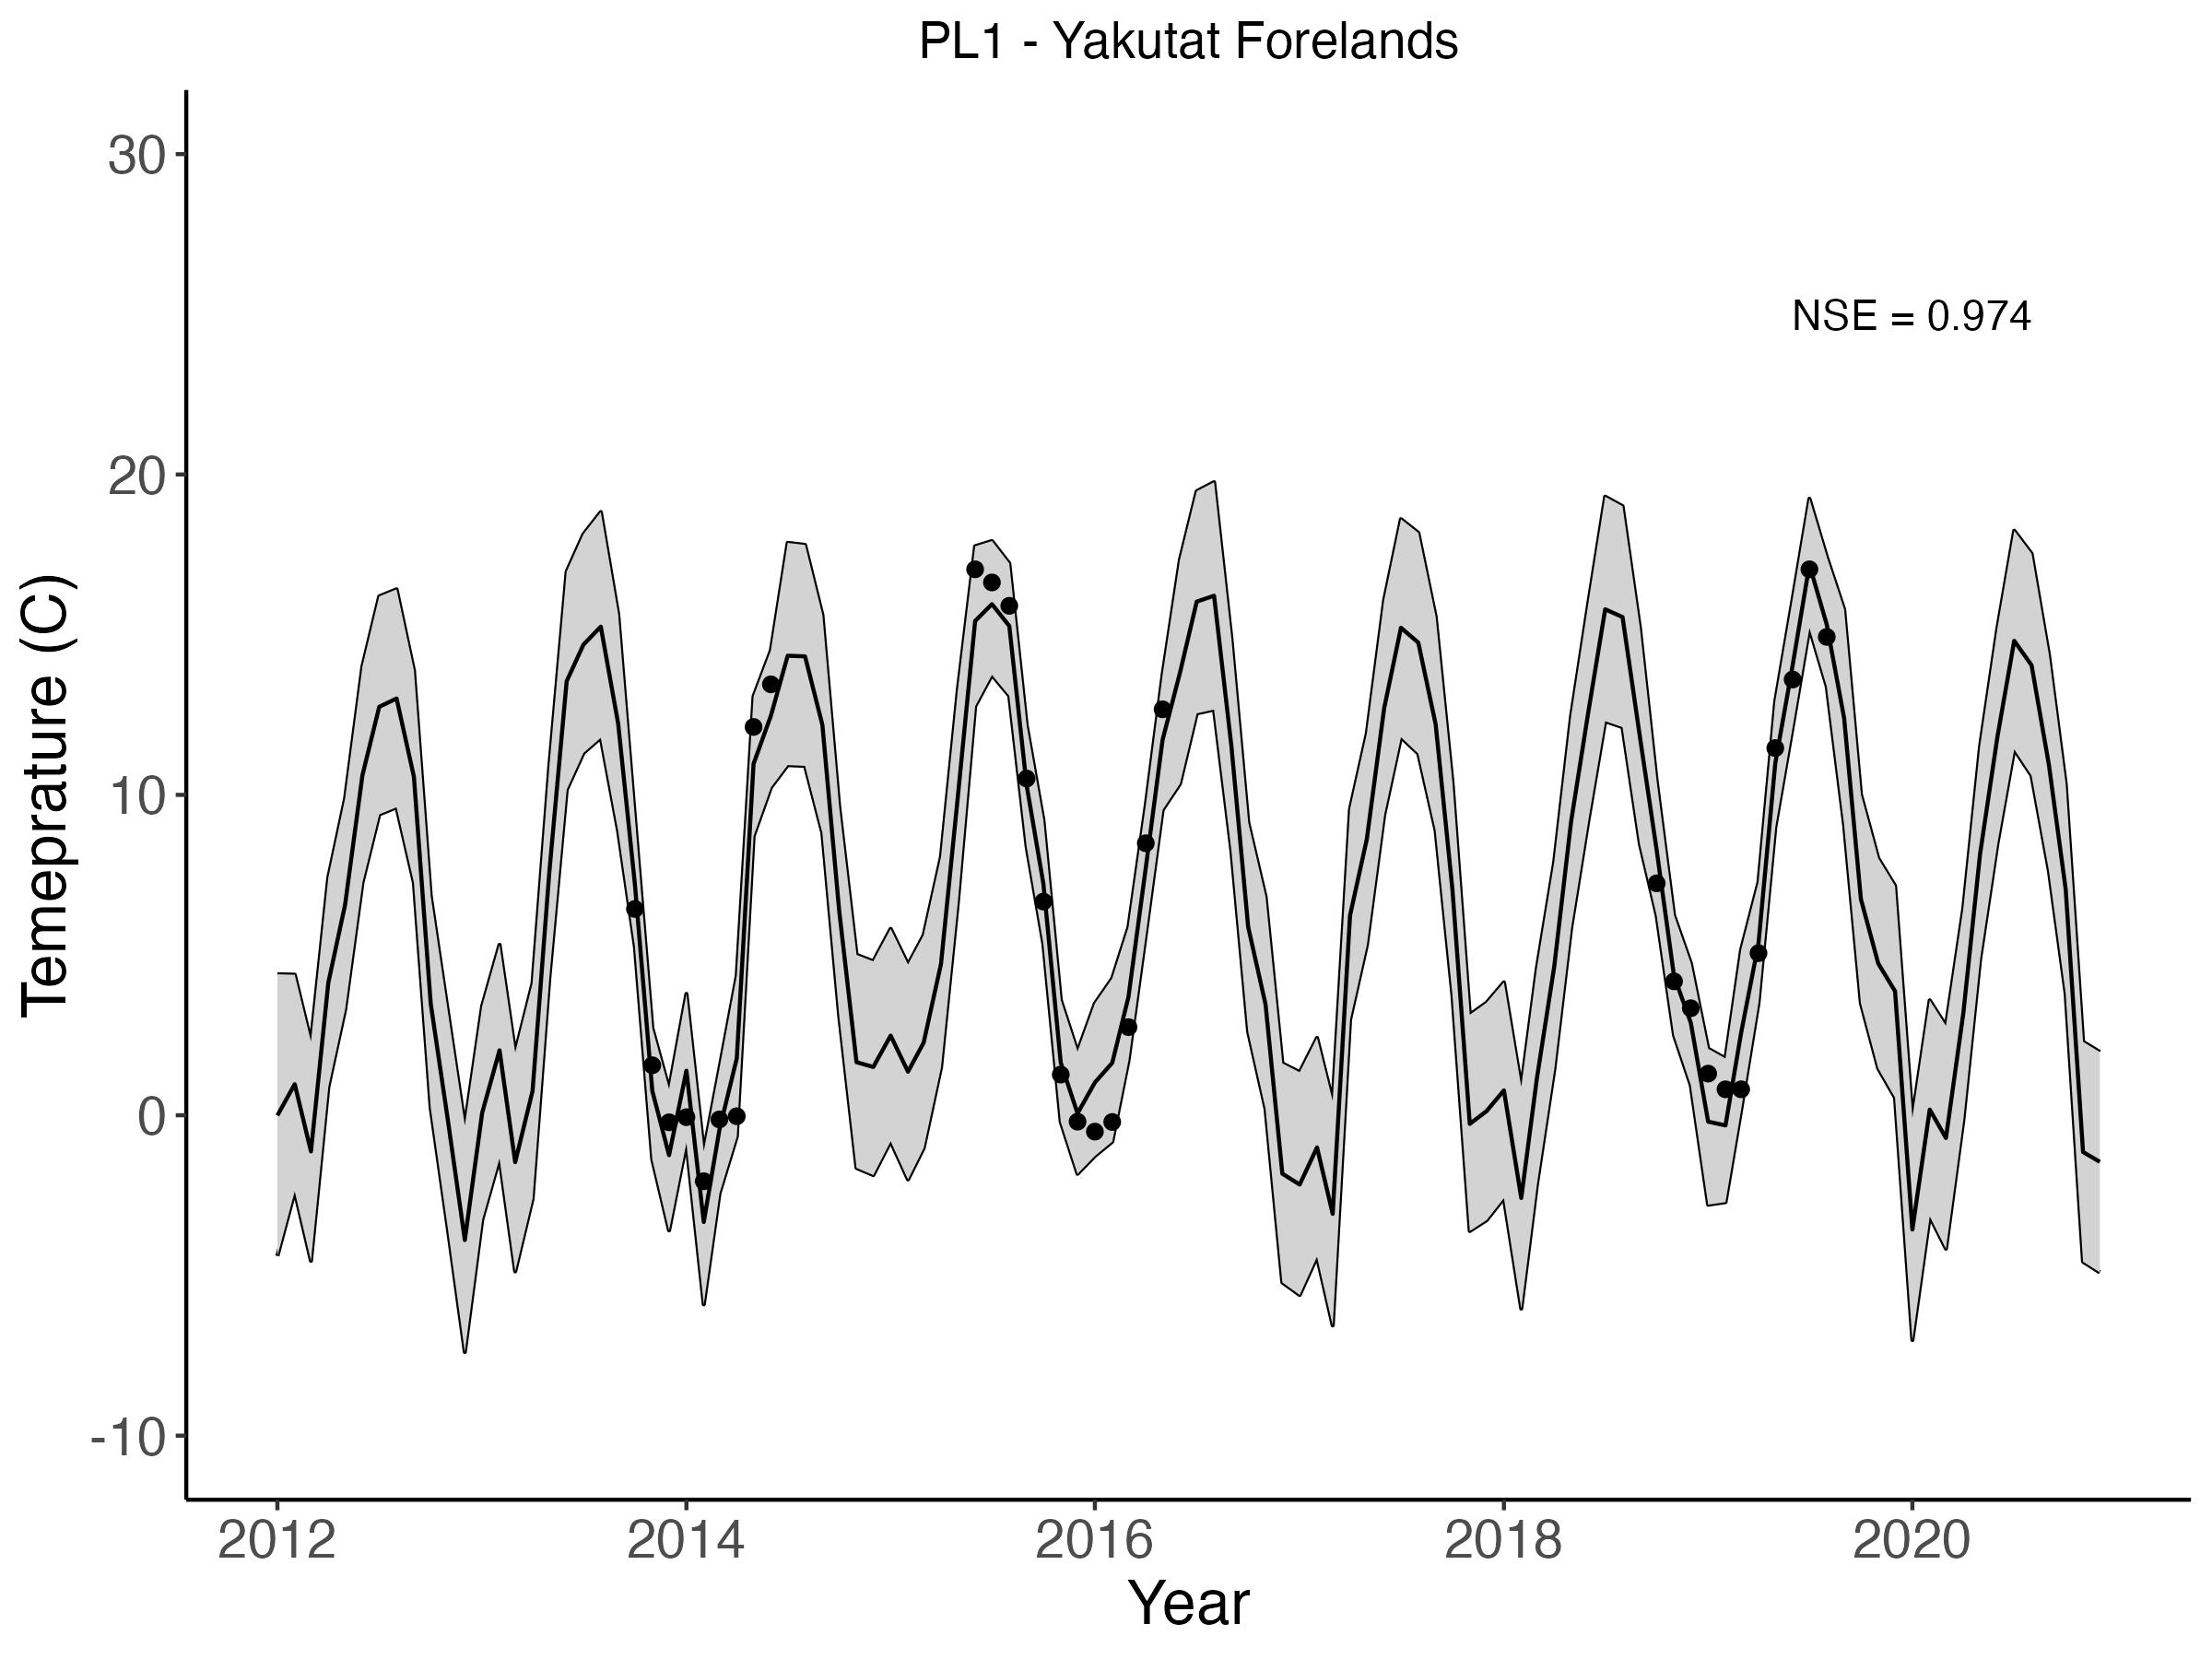 PL1 - Yakutat Forelands
30
20
10
0
-10
NSE = 0.974
Temeprature (C)
2012 2014 2016 2018 2020
Year